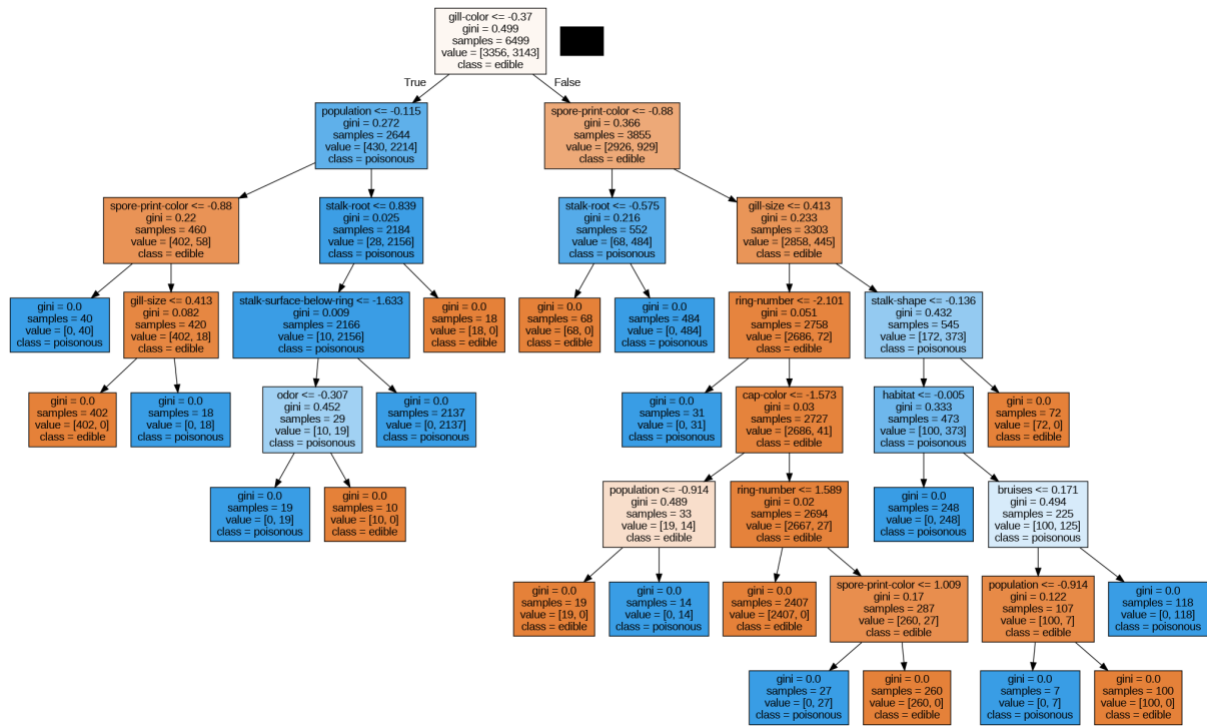 gill-color <= -0.37
gini = 0.499
samples = 6499
value = [3356, 3143]
class = edible
True
False
population <= -0.115
gini = 0.272
samples = 2644
value = [430, 2214]
class = poisonous
spore-print-color <= -0.88
gini = 0.366
samples = 3855
value = [2926, 929]
class = edible
spore-print-color <= -0.88
gini = 0.22
samples = 460
value = [402, 58]
class = edible
stalk-root <= 0.839
gini = 0.025
samples = 2184
value = [28, 2156]
class = poisonous
stalk-root <= -0.575
gini = 0.216
samples = 552
value = [68, 484]
class = poisonous
gill-size <= 0.413
gini = 0.233
samples = 3303
value = [2858, 445]
class = edible
gini = 0.0
samples = 40
value = [0, 40]
class = poisonous
gill-size <= 0.413
gini = 0.082
samples = 420
value = [402, 18]
class = edible
stalk-surface-below-ring <= -1.633
gini = 0.009
samples = 2166
value = [10, 2156]
class = poisonous
gini = 0.0
samples = 18
value = [18, 0]
class = edible
gini = 0.0
samples = 68
value = [68, 0]
class = edible
gini = 0.0
samples = 484
value = [0, 484]
class = poisonous
ring-number <= -2.101
gini = 0.051
samples = 2758
value = [2686, 72]
class = edible
stalk-shape <= -0.136
gini = 0.432
samples = 545
value = [172, 373]
class = poisonous
gini = 0.0
samples = 402
value = [402, 0]
class = edible
gini = 0.0
samples = 18
value = [0, 18]
class = poisonous
odor <= -0.307
gini = 0.452
samples = 29
value = [10, 19]
class = poisonous
gini = 0.0
samples = 2137
value = [0, 2137]
class = poisonous
gini = 0.0
samples = 31
value = [0, 31]
class = poisonous
cap-color <= -1.573
gini = 0.03
samples = 2727
value = [2686, 41]
class = edible
habitat <= -0.005
gini = 0.333
samples = 473
value = [100, 373]
class = poisonous
gini = 0.0
samples = 72
value = [72, 0]
class = edible
gini = 0.0
samples = 19
value = [0, 19]
class = poisonous
gini = 0.0
samples = 10
value = [10, 0]
class = edible
population <= -0.914
gini = 0.489
samples = 33
value = [19, 14]
class = edible
ring-number <= 1.589
gini = 0.02
samples = 2694
value = [2667, 27]
class = edible
gini = 0.0
samples = 248
value = [0, 248]
class = poisonous
bruises <= 0.171
gini = 0.494
samples = 225
value = [100, 125]
class = poisonous
gini = 0.0
samples = 19
value = [19, 0]
class = edible
gini = 0.0
samples = 14
value = [0, 14]
class = poisonous
gini = 0.0
samples = 2407
value = [2407, 0]
class = edible
spore-print-color <= 1.009
gini = 0.17
samples = 287
value = [260, 27]
class = edible
population <= -0.914
gini = 0.122
samples = 107
value = [100, 7]
class = edible
gini = 0.0
samples = 118
value = [0, 118]
class = poisonous
gini = 0.0
samples = 27
value = [0, 27]
class = poisonous
gini = 0.0
samples = 260
value = [260, 0]
class = edible
gini = 0.0
samples = 7
value = [0, 7]
class = poisonous
gini = 0.0
samples = 100
value = [100, 0]
class = edible